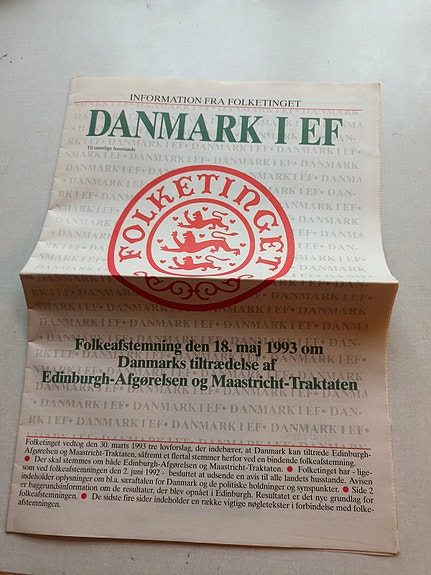 INFORMATION FRA FOLKETINGET
DANMARK I EF
Til samtlige husstande
FOLKETINGET
Folkeafstemning den 18. maj 1993 om
Danmarks tiltrædelse af
Edinburgh-Afgørelsen og Maastricht-Traktaten
Folketinget vedtog den 30. marts 1993 tre lovforslag, der indebærer, at Danmark kan tiltræde Edinburgh-
Afgørelsen og Maastricht-Traktaten, såfremt et flertal stemmer herfor ved en bindende folkeafstemning.
● Der skal stemmes om både Edinburgh-Afgørelsen og Maastricht-Traktaten. ● Folketinget har - lige-
som ved folkeafstemningen den 2. juni 1992 - besluttet at udsende en avis til alle landets husstande. Avisen
indeholder oplysninger om bl.a. særaftalen for Danmark og de politiske holdninger og synspunkter. ● Side 2
er baggrundsinformation om de resultater, der blev opnået i Edinburgh. Resultatet er det nye grundlag for
folkeafstemningen. ● De sidste fire sider indeholder en række vigtige nøgletekster i forbindelse med folke-
afstemningen.